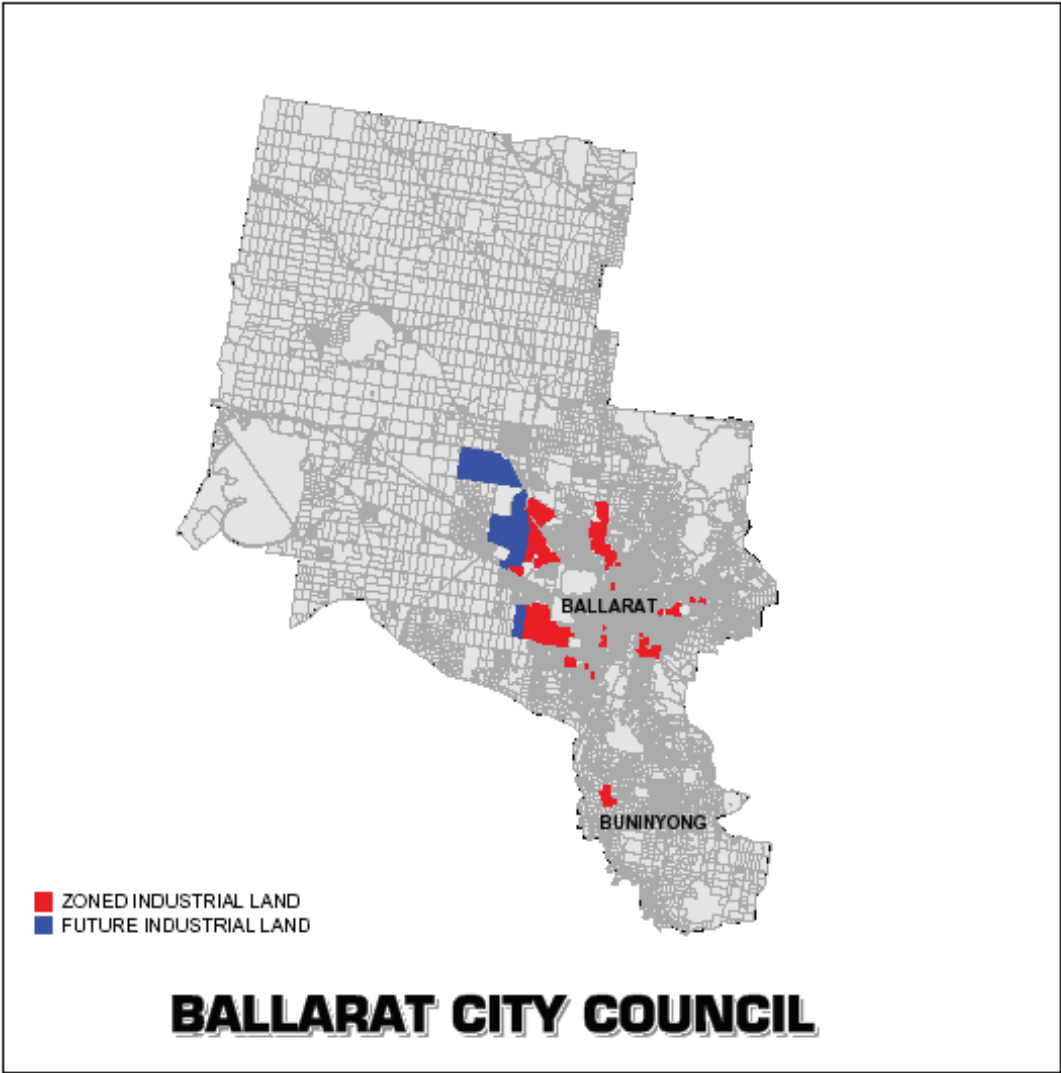 BALLARAT
BUNINYONG
ZONED INDUSTRIAL LAND
FUTURE INDUSTRIAL LAND
BALLARAT CITY COUNCIL